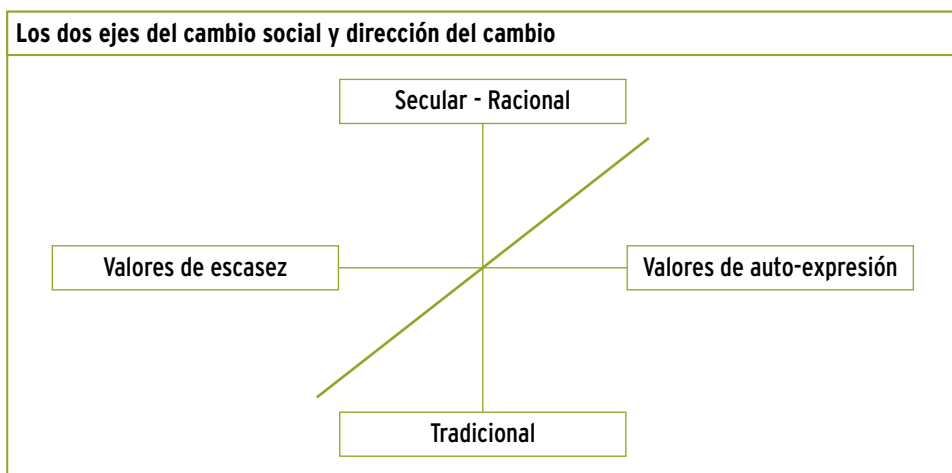 Los dos ejes del cambio social y dirección del cambio
Secular - Racional
Valores de escasez
Valores de auto-expresión
Tradicional